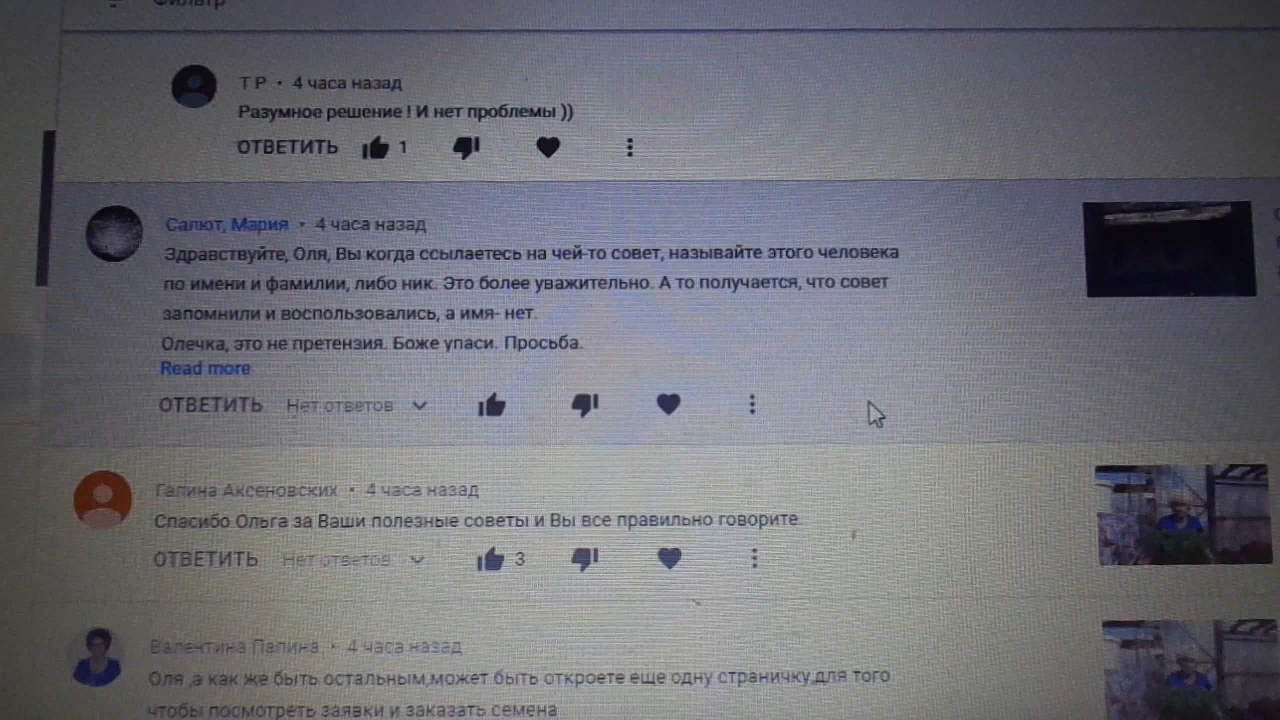 Фильтр
Т Р • 4 часа назад
Разумное решение ! И нет проблемы ))
ОТВЕТИТЬ 1
Салют, Мария • 4 часа назад
Здравствуйте, Оля, Вы когда ссылаетесь на чей-то совет, называйте этого человека
по имени и фамилии, либо ник. Это более уважительно. А то получается, что совет
запомнили и воспользовались, а имя- нет.
Олечка, это не претензия. Боже упаси. Просьба.
Read more
ОТВЕТИТЬ Нет ответов
Галина Аксеновских • 4 часа назад
Спасибо Ольга за Ваши полезные советы и Вы все правильно говорите.
ОТВЕТИТЬ Нет ответов 3
Валентина Папина • 4 часа назад
Оля ,а как же быть остальным,может быть откроете еще одну страничку,для того
чтобы посмотреть заявки и заказать семена